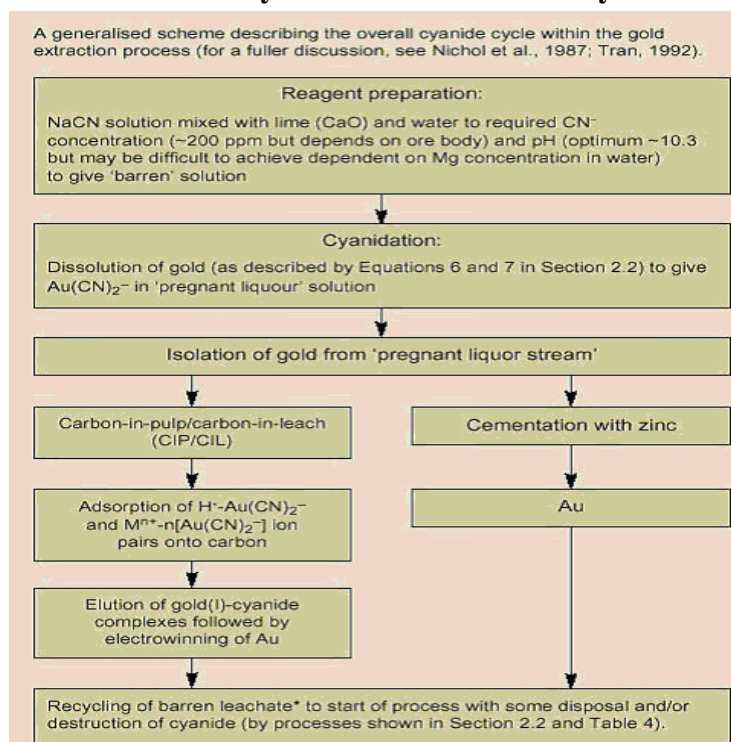 A generalised scheme describing the overall cyanide cycle within the gold
extraction process (for a fuller discussion, see Nichol et al., 1987; Tran, 1992).
Reagent preparation:
NaCN solution mixed with lime (CaO) and water to required CN⁻
concentration (~200 ppm but depends on ore body) and pH (optimum ~10.3
but may be difficult to achieve dependent on Mg concentration in water)
to give 'barren' solution
Cyanidation:
Dissolution of gold (as described by Equations 6 and 7 in Section 2.2) to give
Au(CN)₂⁻ in 'pregnant liquour' solution
Isolation of gold from 'pregnant liquor stream'
Carbon-in-pulp/carbon-in-leach
(CIP/CIL)
Adsorption of H⁺-Au(CN)₂⁻
and Mⁿ⁺-n[Au(CN)₂⁻] ion
pairs onto carbon
Elution of gold(I)-cyanide
complexes followed by
electrowinning of Au
Cementation with zinc
Au
Recycling of barren leachate* to start of process with some disposal and/or
destruction of cyanide (by processes shown in Section 2.2 and Table 4).